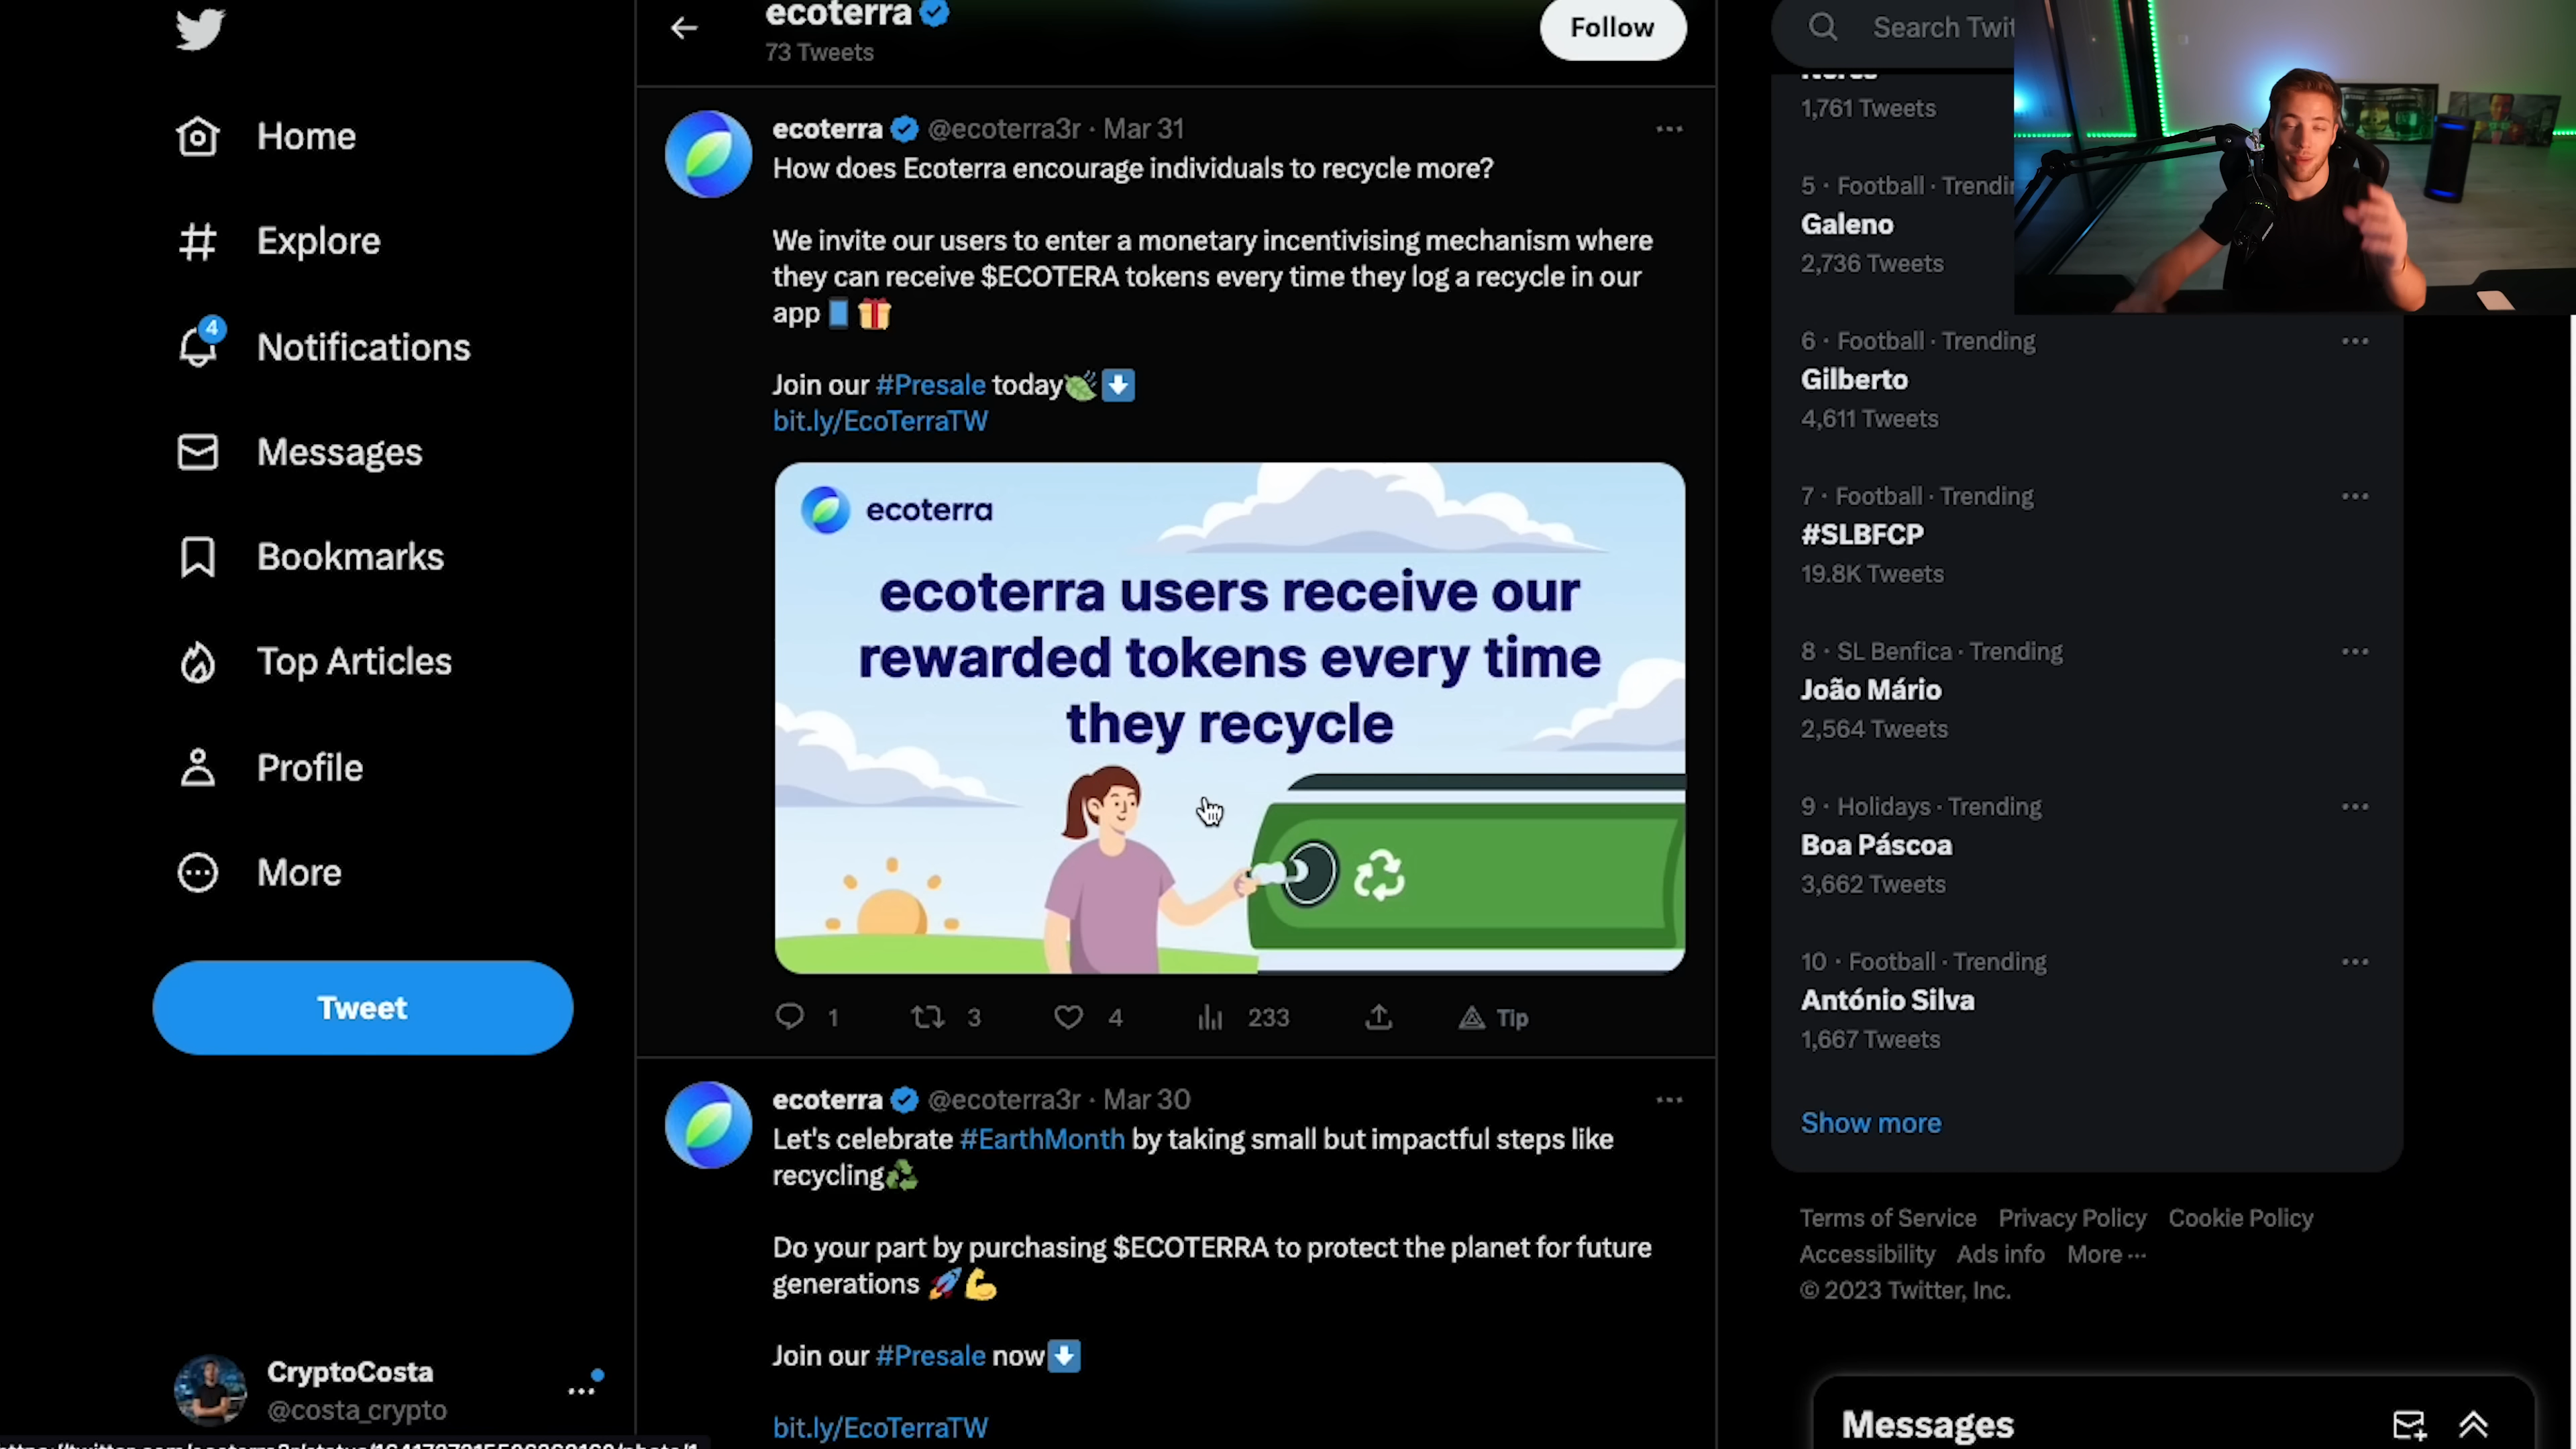 Home
Explore
4
Notifications
Messages
Bookmarks
Top Articles
Profile
More
Tweet
CryptoCosta
@costa_crypto
ecoterra
73 Tweets
Follow
ecoterra @ecoterra3r · Mar 31
How does Ecoterra encourage individuals to recycle more?
We invite our users to enter a monetary incentivising mechanism where
they can receive $ECOTERA tokens every time they log a recycle in our
app
Join our #Presale today
bit.ly/EcoTerraTW
ecoterra
ecoterra users receive our
rewarded tokens every time
they recycle
1 3 4 233 Tip
ecoterra @ecoterra3r · Mar 30
Let's celebrate #EarthMonth by taking small but impactful steps like
recycling
Do your part by purchasing $ECOTERRA to protect the planet for future
generations
Join our #Presale now
bit.ly/EcoTerraTW
Search Twit
1,761 Tweets
5 · Football · Trendin
Galeno
2,736 Tweets
6 · Football · Trending
Gilberto
4,611 Tweets
7 · Football · Trending
#SLBFCP
19.8K Tweets
8 · SL Benfica · Trending
João Mário
2,564 Tweets
9 · Holidays · Trending
Boa Páscoa
3,662 Tweets
10 · Football · Trending
António Silva
1,667 Tweets
Show more
Terms of Service Privacy Policy Cookie Policy
Accessibility Ads info More ···
© 2023 Twitter, Inc.
Messages